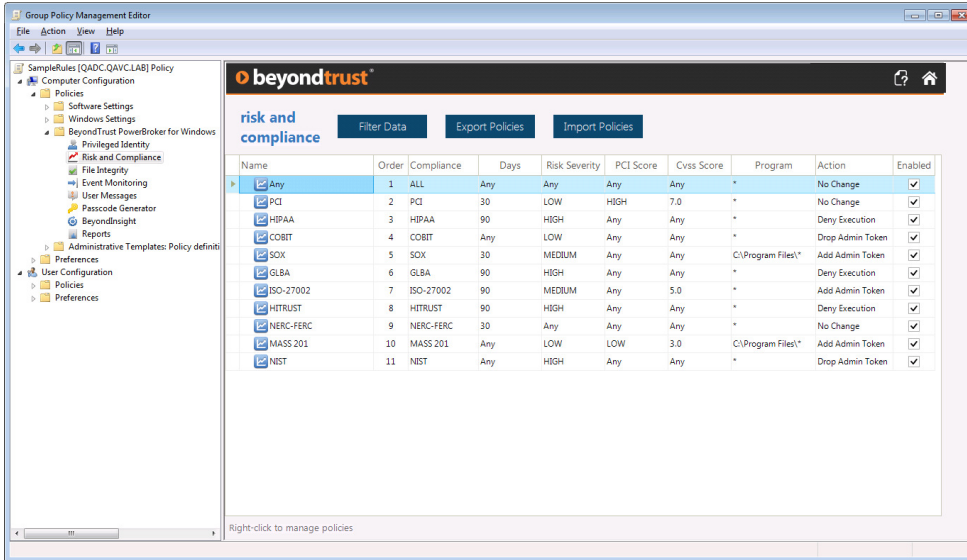 Group Policy Management Editor
File Action View Help
SampleRules [QADC.QAVC.LAB] Policy
Computer Configuration
Policies
Software Settings
Windows Settings
BeyondTrust PowerBroker for Windows
Privileged Identity
Risk and Compliance
File Integrity
Event Monitoring
User Messages
Passcode Generator
BeyondInsight
Reports
Administrative Templates: Policy definiti
Preferences
User Configuration
Policies
Preferences
beyondtrust®
risk and
compliance
Filter Data Export Policies Import Policies
Name Order Compliance Days Risk Severity PCI Score Cvss Score Program Action Enabled
Any 1 ALL Any Any Any Any * No Change
PCI 2 PCI 30 LOW HIGH 7.0 * No Change
HIPAA 3 HIPAA 90 HIGH Any Any * Deny Execution
COBIT 4 COBIT Any LOW Any Any * Drop Admin Token
SOX 5 SOX 30 MEDIUM Any Any C:\Program Files\* Add Admin Token
GLBA 6 GLBA 90 HIGH Any Any * Deny Execution
ISO-27002 7 ISO-27002 90 MEDIUM Any 5.0 * Add Admin Token
HITRUST 8 HITRUST 90 HIGH Any Any * Deny Execution
NERC-FERC 9 NERC-FERC 30 Any Any Any * No Change
MASS 201 10 MASS 201 Any LOW LOW 3.0 C:\Program Files\* Add Admin Token
NIST 11 NIST Any HIGH Any Any * Drop Admin Token
Right-click to manage policies